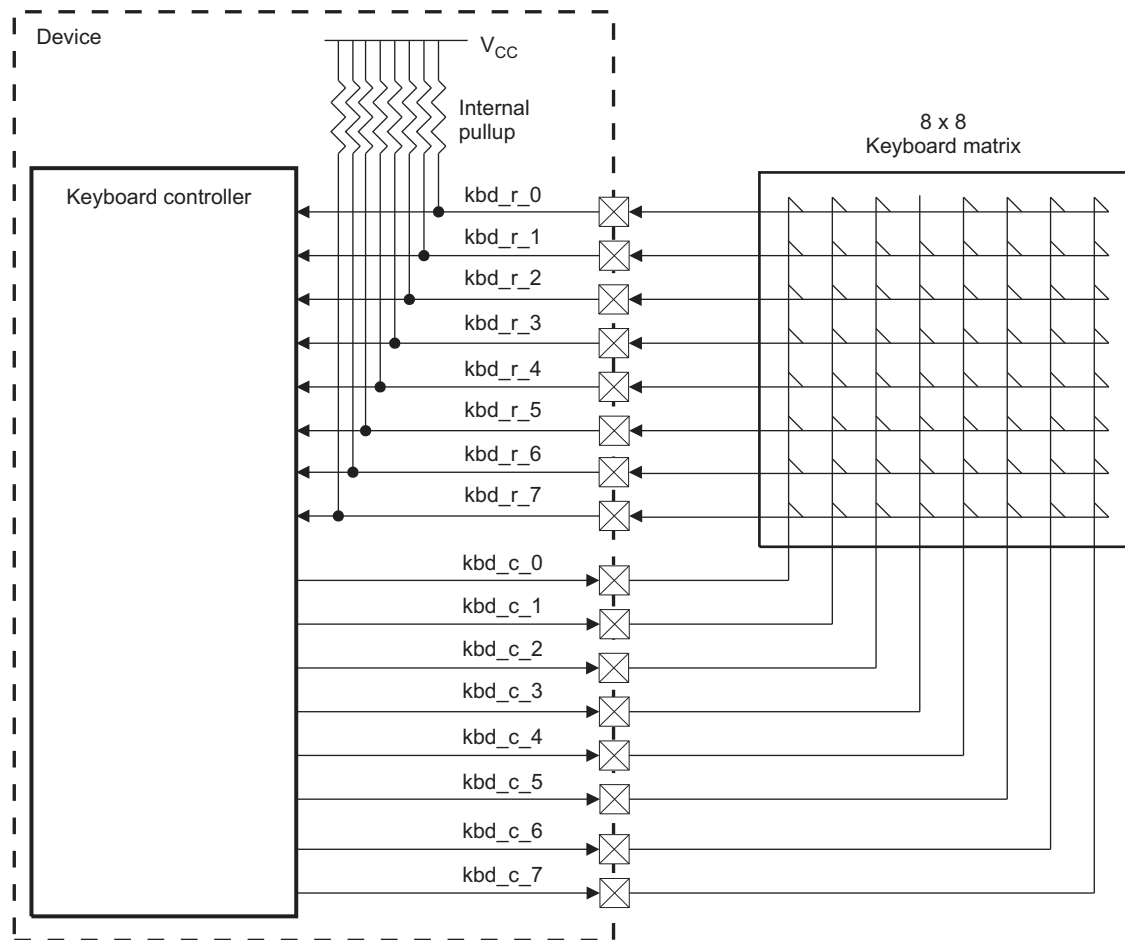 Device
V_CC
Internal
pullup
8 x 8
Keyboard matrix
Keyboard controller
kbd_r_0
kbd_r_1
kbd_r_2
kbd_r_3
kbd_r_4
kbd_r_5
kbd_r_6
kbd_r_7
kbd_c_0
kbd_c_1
kbd_c_2
kbd_c_3
kbd_c_4
kbd_c_5
kbd_c_6
kbd_c_7